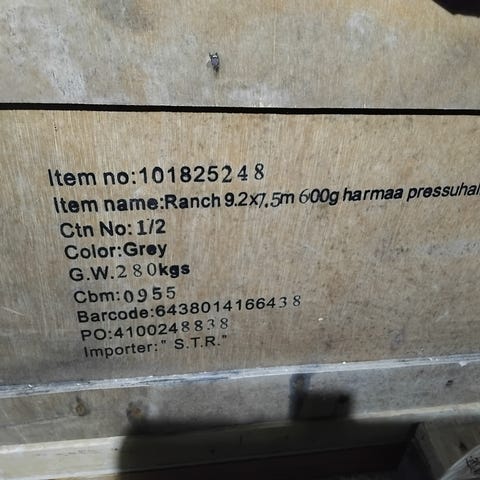 Item no:101825248
Item name:Ranch 9.2x7.5m 600g harmaa pressuhal
Ctn No: 1/2
Color:Grey
G.W.280kgs
Cbm:0955
Barcode:6438014166438
PO:4100248838
Importer:" S.T.R."